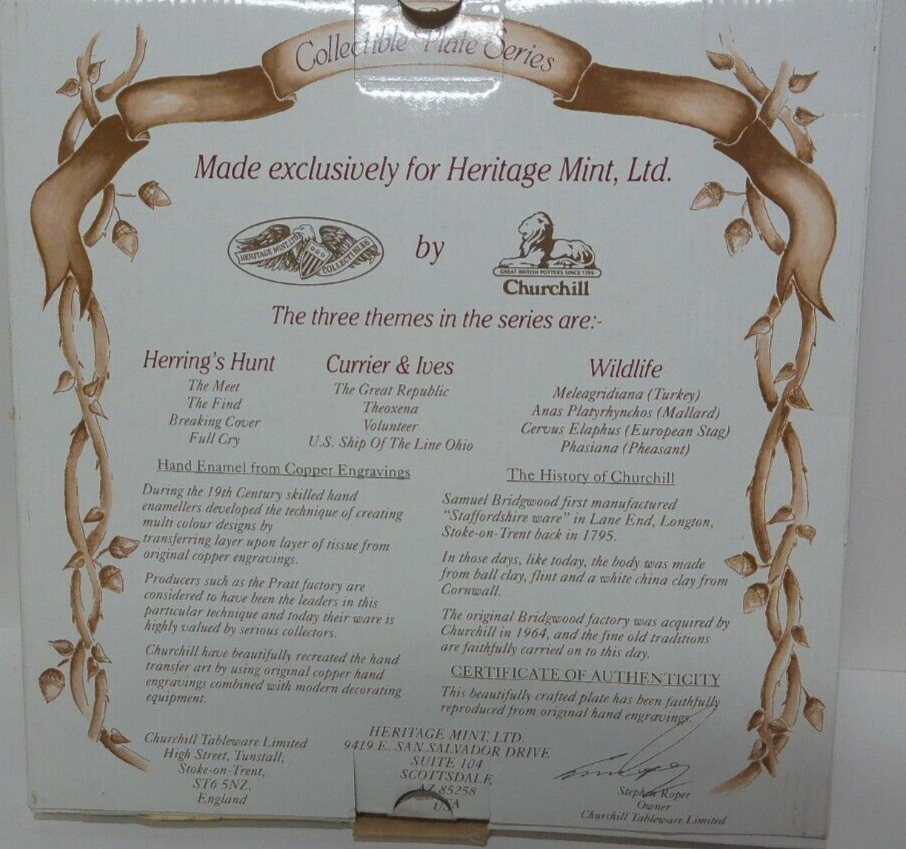 Collectible Plate Series
Made exclusively for Heritage Mint, Ltd.
HERITAGE MINT, LTD.
COLLECTIBLES
by
GREAT BRITISH POTTERS SINCE 1795
Churchill
The three themes in the series are:-
Herring's Hunt
The Meet
The Find
Breaking Cover
Full Cry
Currier & Ives
The Great Republic
Theoxena
Volunteer
U.S. Ship Of The Line Ohio
Wildlife
Meleagridiana (Turkey)
Anas Platyrhynchos (Mallard)
Cervus Elaphus (European Stag)
Phasiana (Pheasant)
Hand Enamel from Copper Engravings
During the 19th Century skilled hand
enamellers developed the technique of creating
multi colour designs by
transferring layer upon layer of tissue from
original copper engravings.
Producers such as the Pratt factory are
considered to have been the leaders in this
particular technique and today their ware is
highly valued by serious collectors.
Churchill have beautifully recreated the hand
transfer art by using original copper hand
engravings combined with modern decorating
equipment.
The History of Churchill
Samuel Bridgwood first manufactured
"Staffordshire ware" in Lane End, Longton,
Stoke-on-Trent back in 1795.
In those days, like today, the body was made
from ball clay, flint and a white china clay from
Cornwall.
The original Bridgwood factory was acquired by
Churchill in 1964, and the fine old traditions
are faithfully carried on to this day.
CERTIFICATE OF AUTHENTICITY
This beautifully crafted plate has been faithfully
reproduced from original hand engravings.
Churchill Tableware Limited
High Street, Tunstall,
Stoke-on-Trent,
ST6 5NZ,
England
HERITAGE MINT, LTD.
9419 E. SAN SALVADOR DRIVE
SUITE 104
SCOTTSDALE,
AZ 85258
USA
Stephen Roper
Owner
Churchill Tableware Limited